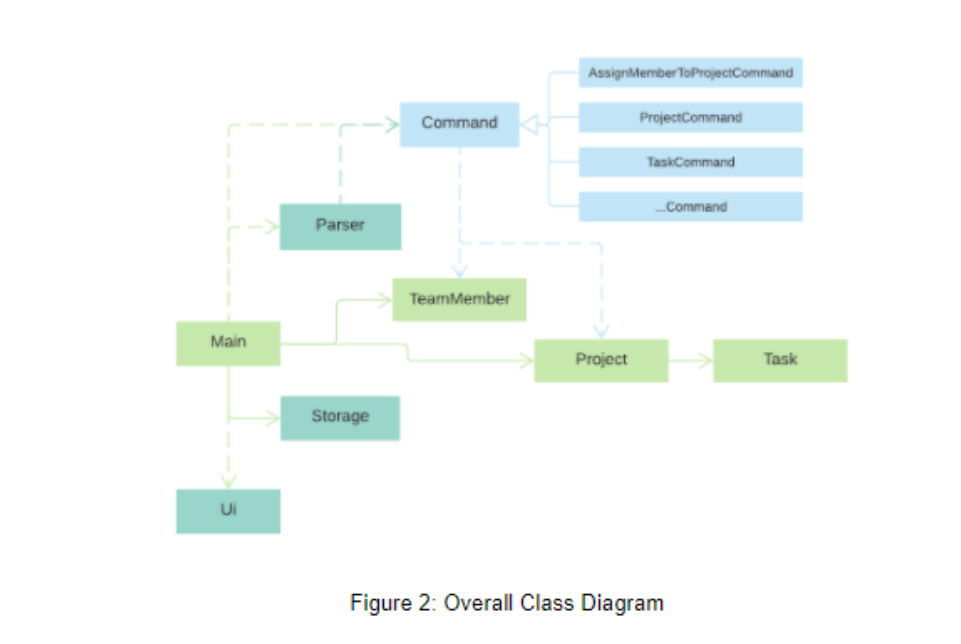 AssignMemberToProjectCommand
Command
ProjectCommand
TaskCommand
...Command
Parser
TeamMember
Main
Project
Task
Storage
Ui
Figure 2: Overall Class Diagram